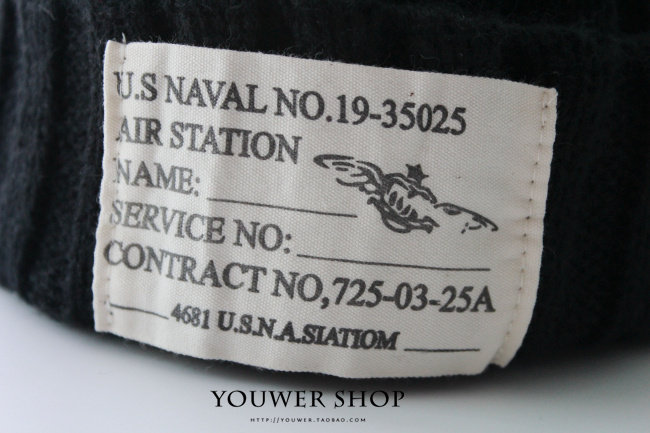 U.S NAVAL NO.19-35025
AIR STATION
NAME:
SERVICE NO:
CONTRACT NO,725-03-25A
4681 U.S.N.A.SIATIOM
YOUWER SHOP
HTTP://YOUWER.TAOBAO.COM